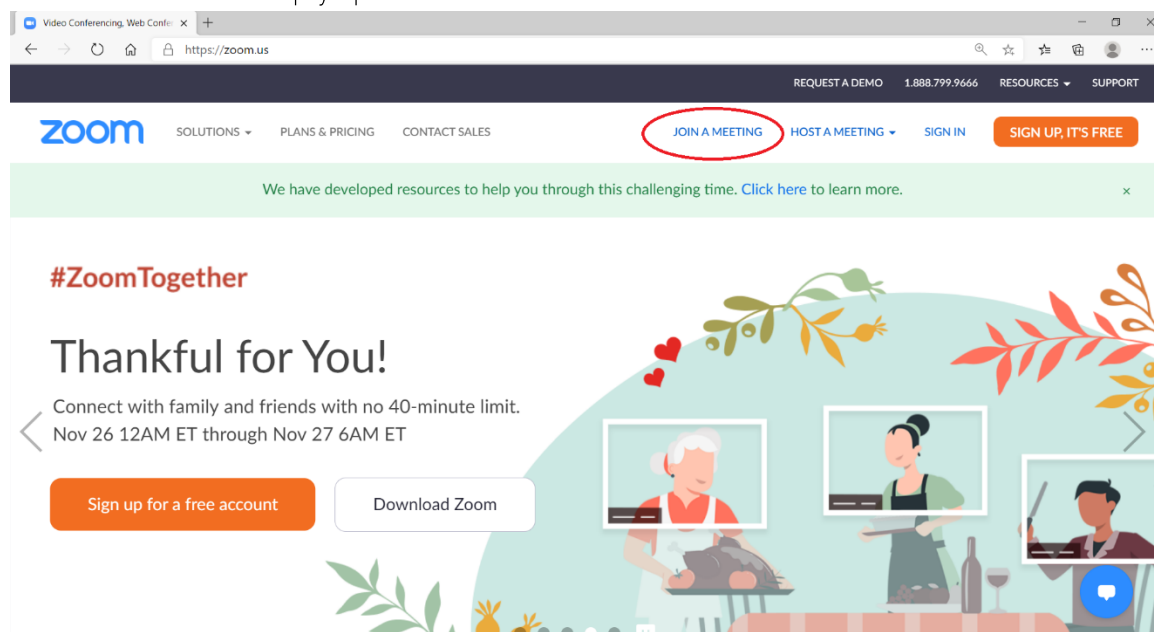 Video Conferencing, Web Confe
https://zoom.us
REQUEST A DEMO 1.888.799.9666 RESOURCES SUPPORT
zoom SOLUTIONS PLANS & PRICING CONTACT SALES JOIN A MEETING HOST A MEETING SIGN IN SIGN UP, IT'S FREE
We have developed resources to help you through this challenging time. Click here to learn more.
#ZoomTogether
Thankful for You!
Connect with family and friends with no 40-minute limit.
Nov 26 12AM ET through Nov 27 6AM ET
Sign up for a free account Download Zoom